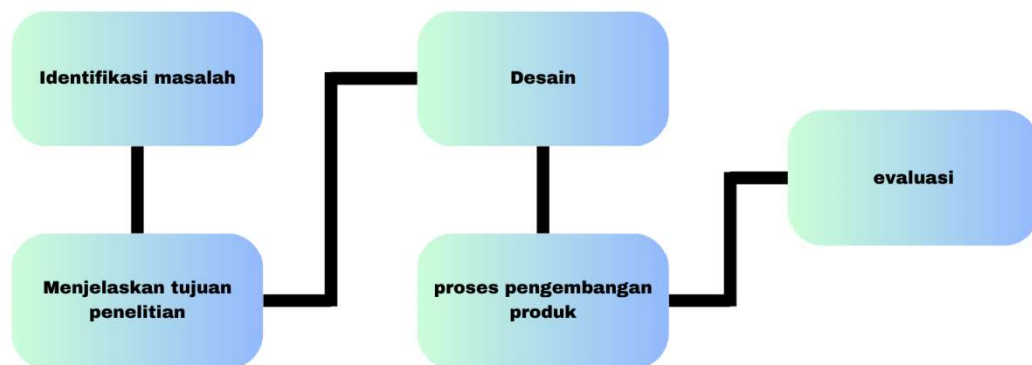 Identifikasi masalah
Menjelaskan tujuan
penelitian
Desain
proses pengembangan
produk
evaluasi